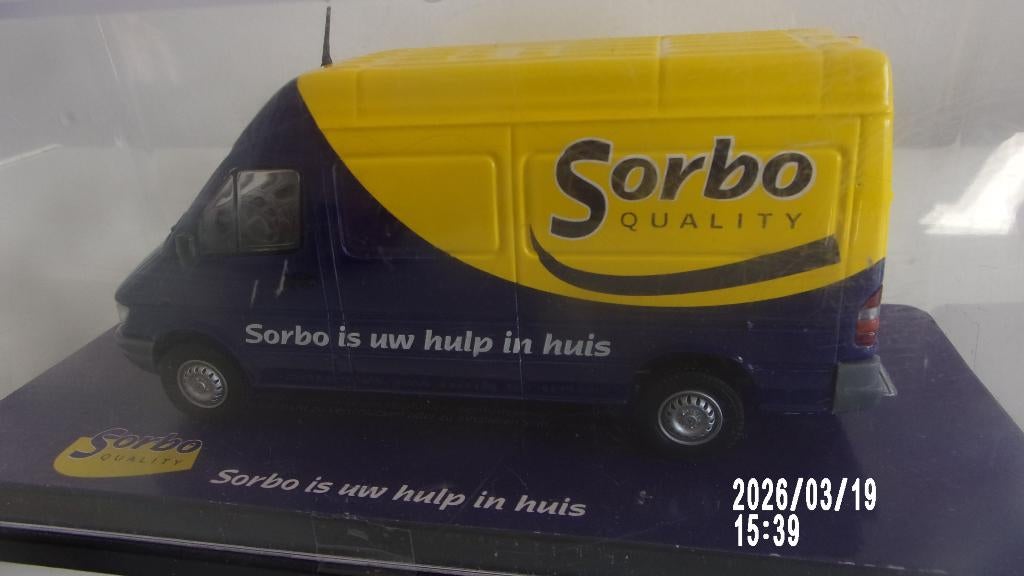 Sorbo
QUALITY
Sorbo is uw hulp in huis
Sorbo
QUALITY
Sorbo is uw hulp in huis
2026/03/19
15:39